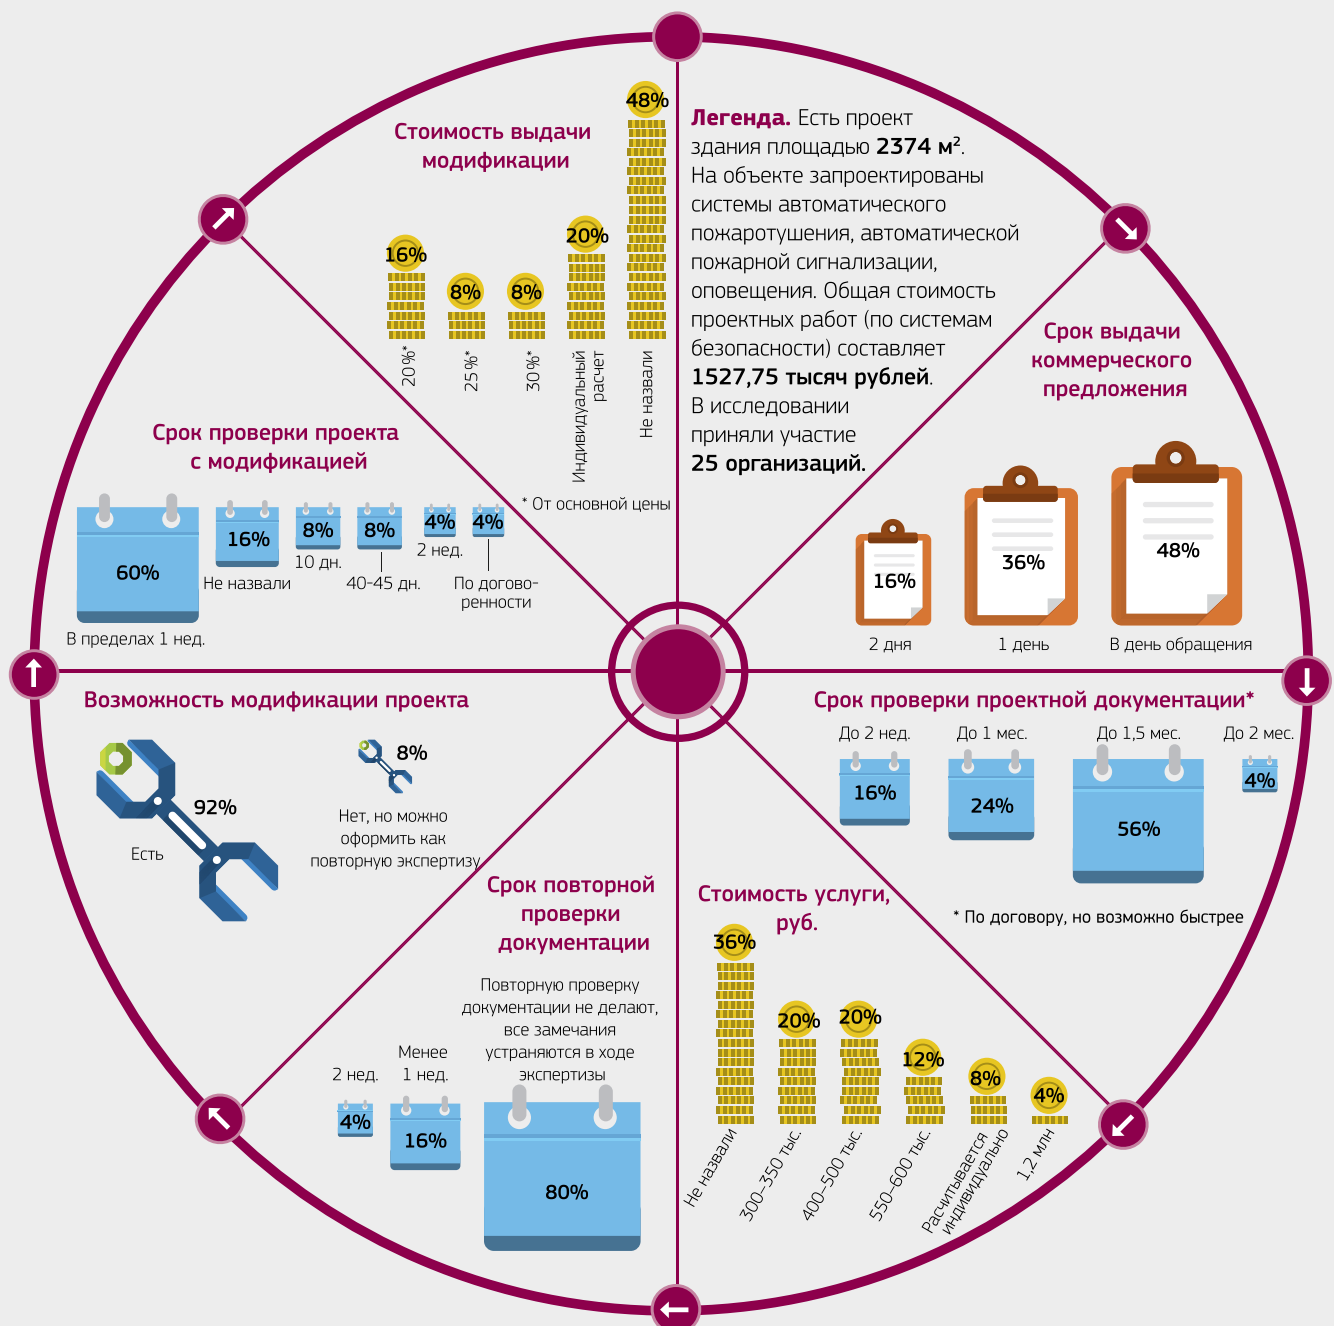 Легенда. Есть проект
здания площадью 2374 м².
На объекте запроектированы
системы автоматического
пожаротушения, автоматической
пожарной сигнализации,
оповещения. Общая стоимость
проектных работ (по системам
безопасности) составляет
1527,75 тысяч рублей.
В исследовании
приняли участие
25 организаций.
Срок выдачи
коммерческого
предложения
16%
36%
48%
2 дня
1 день
В день обращения
Срок проверки проектной документации*
До 2 нед.
До 1 мес.
До 1,5 мес.
До 2 мес.
16%
24%
56%
4%
* По договору, но возможно быстрее
Стоимость услуги,
руб.
36%
20%
20%
12%
8%
4%
Не назвали
300–350 тыс.
400–500 тыс.
550–600 тыс.
Расчитывается
индивидуально
1,2 млн
Срок повторной
проверки
документации
Повторную проверку
документации не делают,
все замечания
устраняются в ходе
экспертизы
Менее
1 нед.
2 нед.
4%
16%
80%
Возможность модификации проекта
92%
Есть
8%
Нет, но можно
оформить как
повторную экспертизу
Срок проверки проекта
с модификацией
60%
16%
8%
8%
4%
4%
В пределах 1 нед.
Не назвали
10 дн.
40-45 дн.
2 нед.
По догово-
ренности
Стоимость выдачи
модификации
16%
8%
8%
20%
48%
20%*
25%*
30%*
Индивидуальный
расчет
Не назвали
* От основной цены